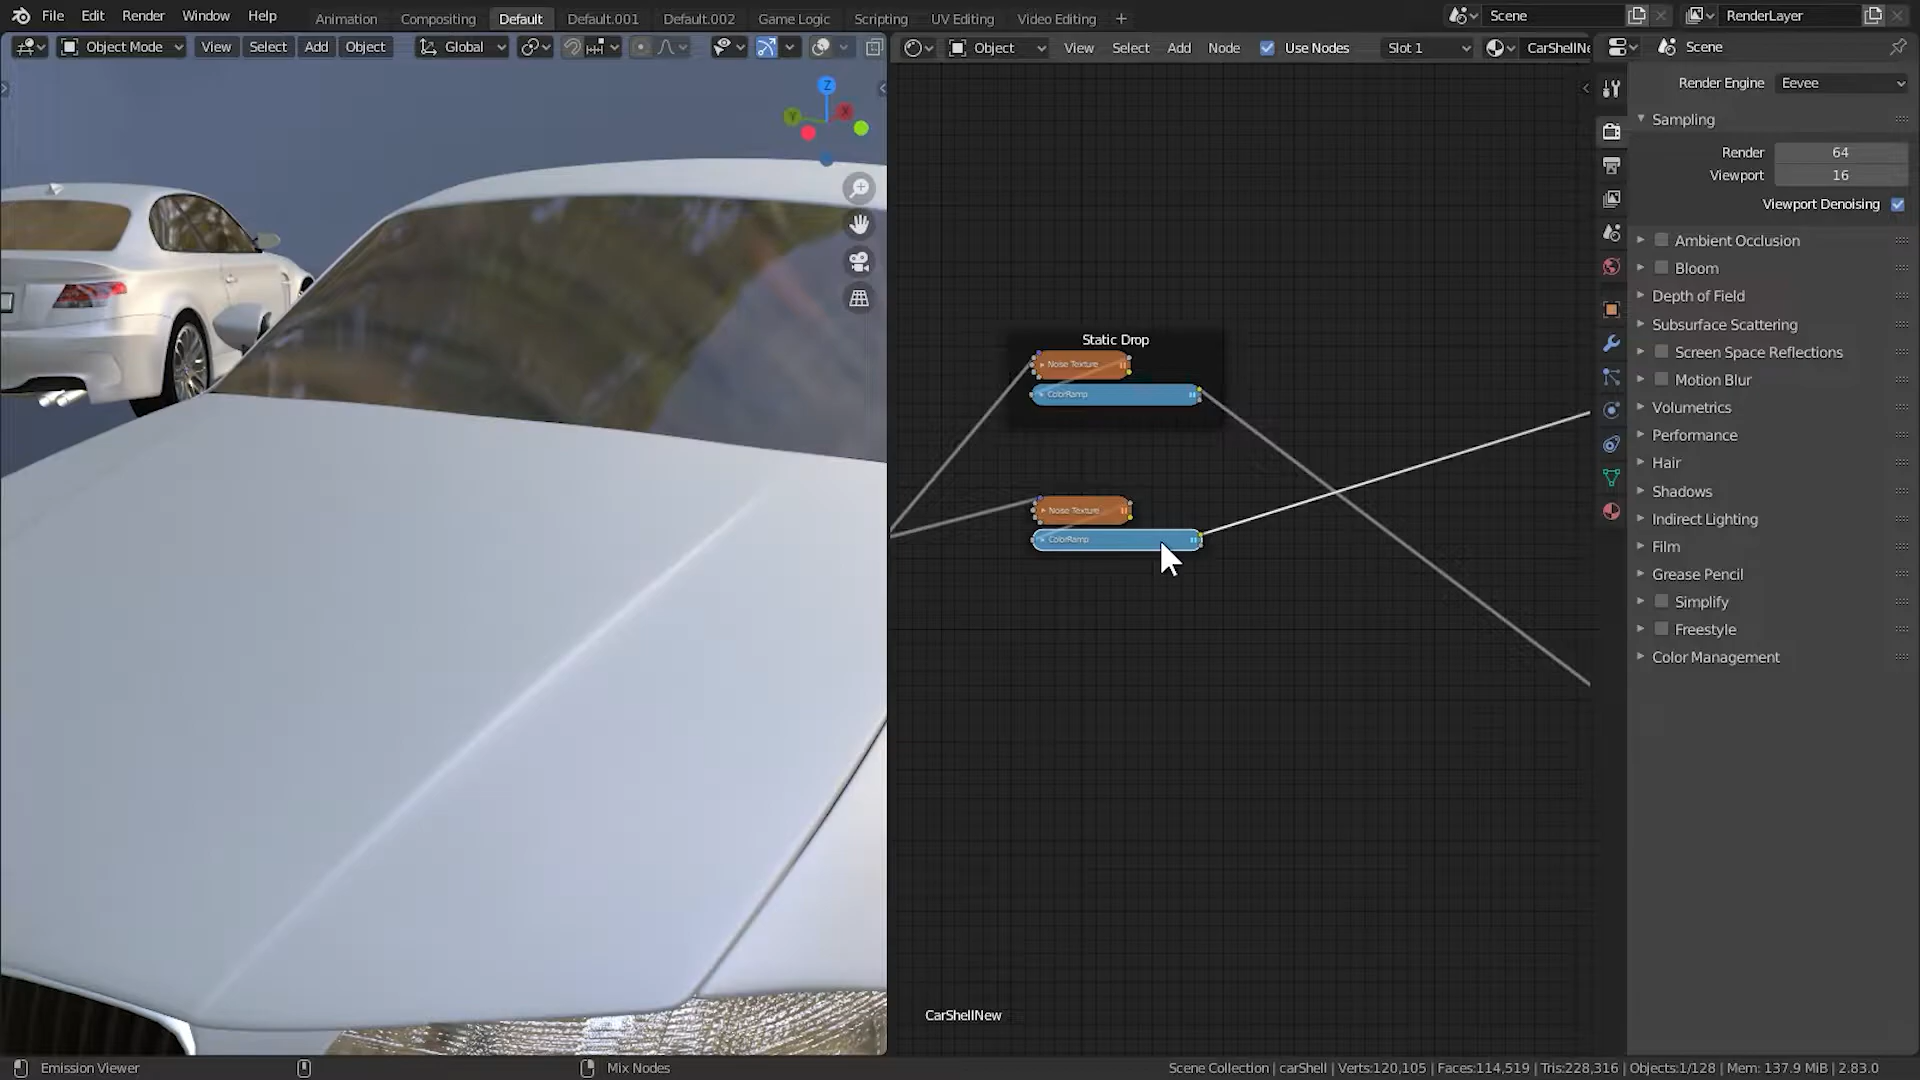 File Edit Render Window Help Animation Compositing Default Default.001 Default.002 Game Logic Scripting UV Editing Video Editing + Scene RenderLayer
Object Mode View Select Add Object Global
Object View Select Add Node Use Nodes Slot 1 CarShellNe
Scene
Render Engine Eevee
Sampling
Render 64
Viewport 16
Viewport Denoising
Ambient Occlusion
Bloom
Depth of Field
Subsurface Scattering
Screen Space Reflections
Motion Blur
Volumetrics
Performance
Hair
Shadows
Indirect Lighting
Film
Grease Pencil
Simplify
Freestyle
Color Management
Z
Y
X
Static Drop
Noise Texture
ColorRamp
Noise Texture
ColorRamp
CarShellNew
Emission Viewer Mix Nodes Scene Collection | carShell | Verts:120,105 | Faces:114,519 | Tris:228,316 | Objects:1/128 | Mem: 137.9 MiB | 2.83.0